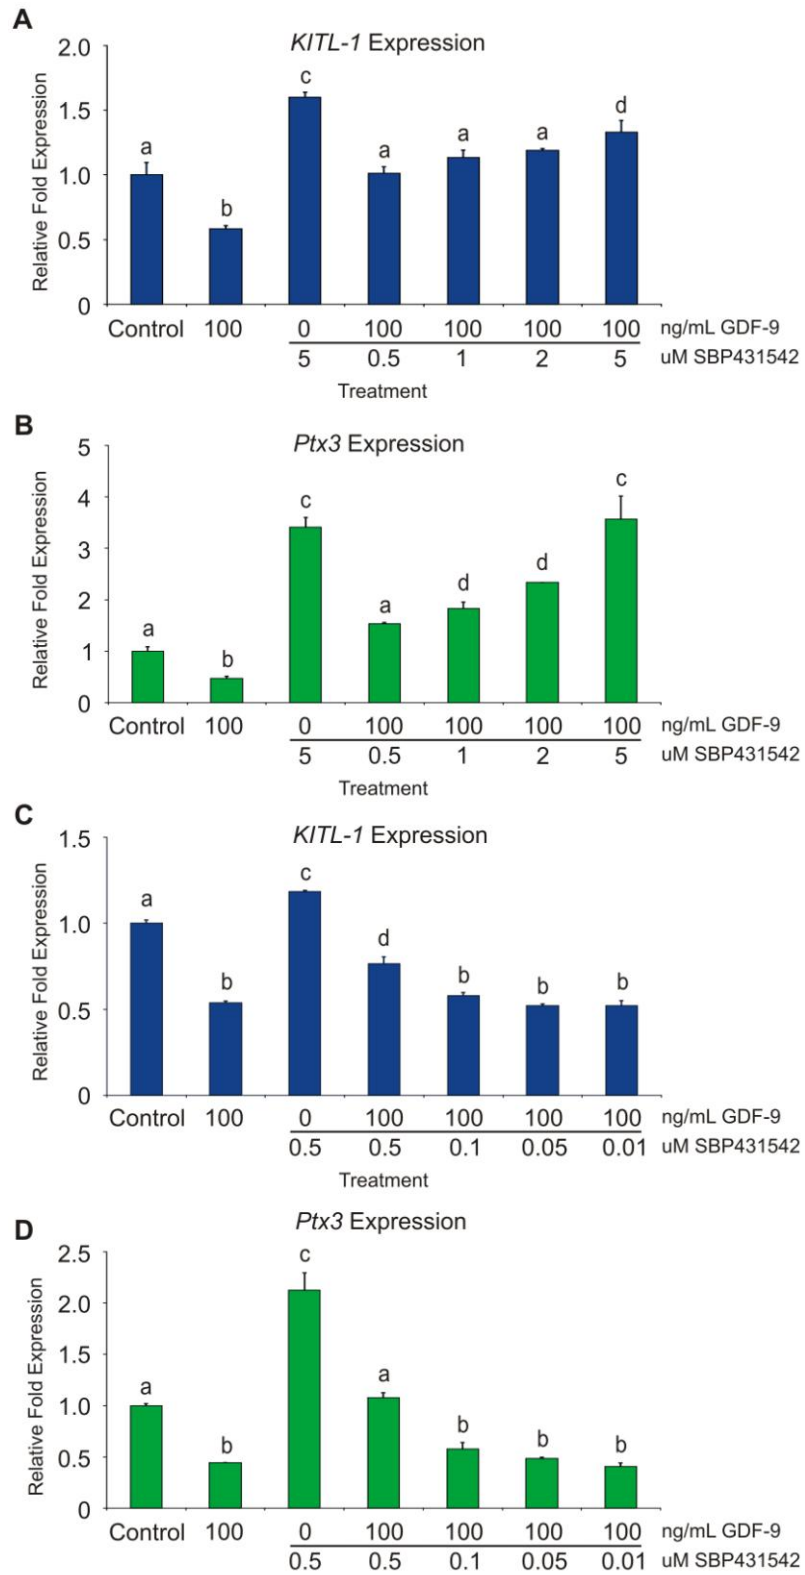 A
KITL-1 Expression
2.0
1.5
1.0
0.5
0
Relative Fold Expression
a
b
c
a
a
a
d
Control 100 0 100 100 100 100 ng/mL GDF-9
5 0.5 1 2 5 uM SBP431542
Treatment
B
Ptx3 Expression
5
4
3
2
1
0
Relative Fold Expression
a
b
c
a
d
d
c
Control 100 0 100 100 100 100 ng/mL GDF-9
5 0.5 1 2 5 uM SBP431542
Treatment
C
KITL-1 Expression
1.5
1.0
0.5
0
Relative Fold Expression
a
b
c
d
b
b
b
Control 100 0 100 100 100 100 ng/mL GDF-9
0.5 0.5 0.1 0.05 0.01 uM SBP431542
Treatment
D
Ptx3 Expression
2.5
2.0
1.5
1.0
0.5
0
Relative Fold Expression
a
b
c
a
b
b
b
Control 100 0 100 100 100 100 ng/mL GDF-9
0.5 0.5 0.1 0.05 0.01 uM SBP431542